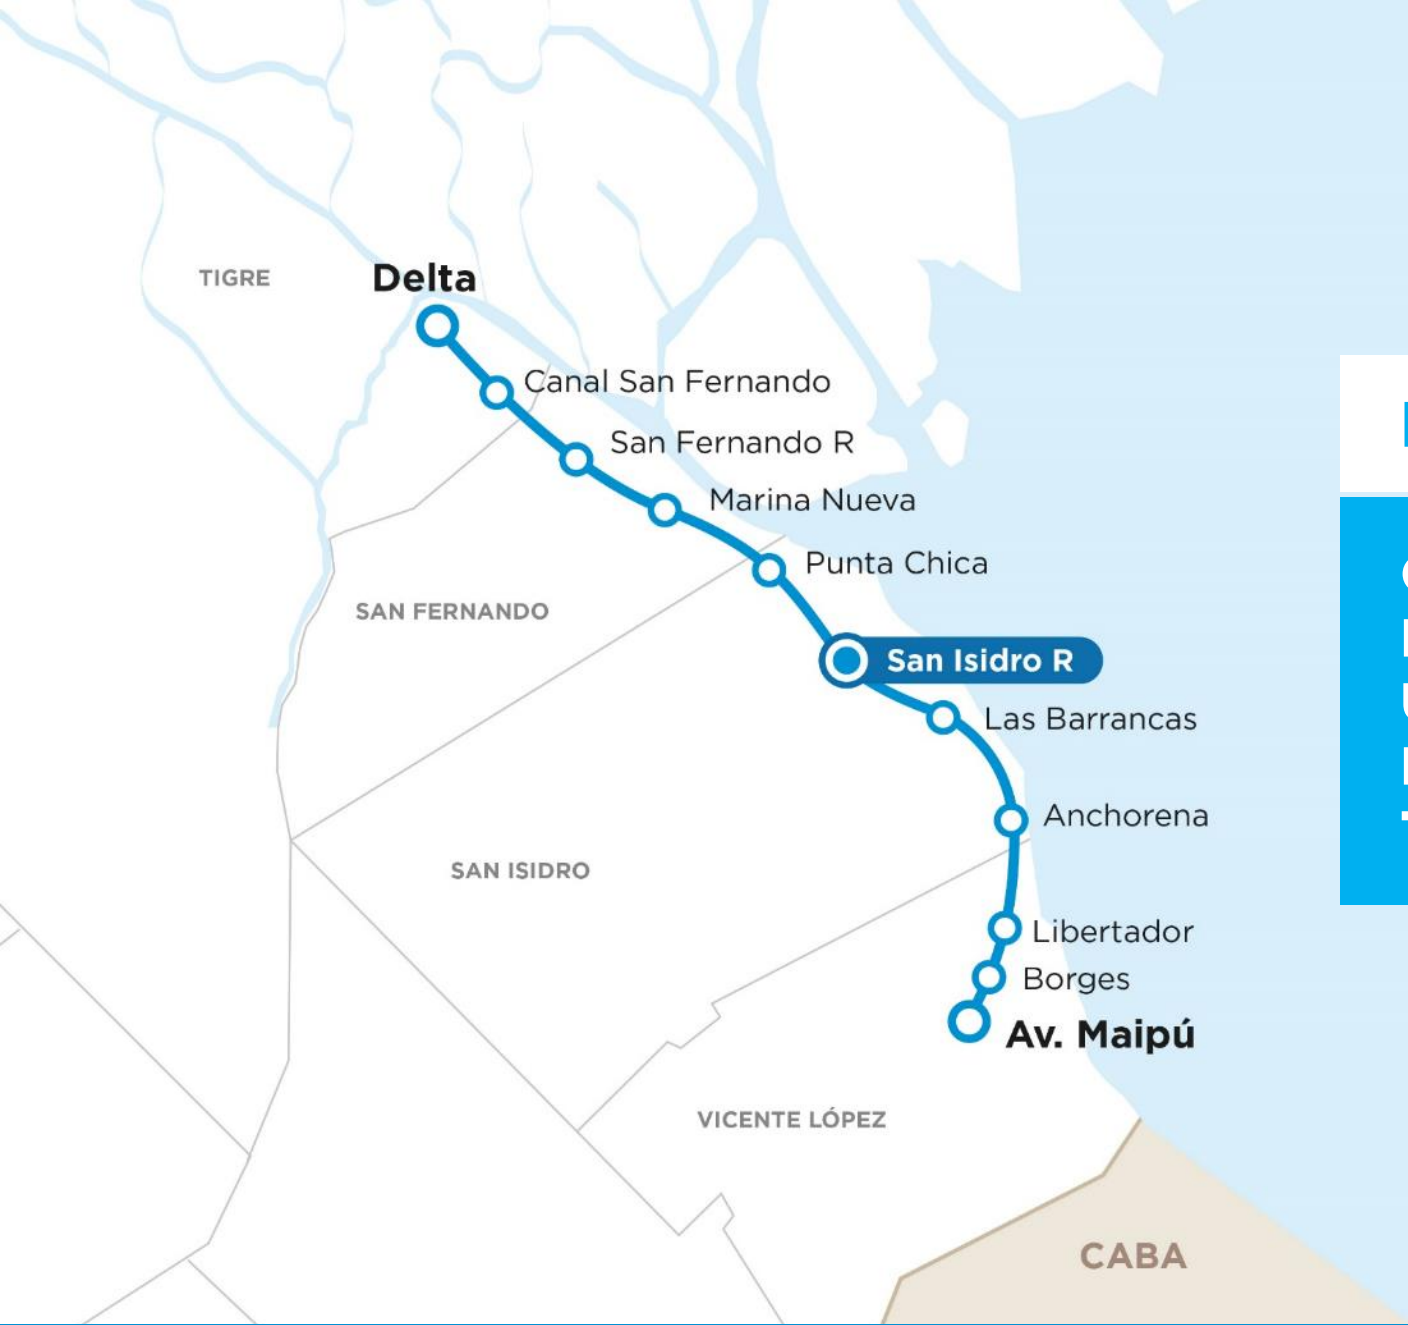 TIGRE
Delta
Canal San Fernando
San Fernando R
Marina Nueva
Punta Chica
SAN FERNANDO
San Isidro R
Las Barrancas
Anchorena
SAN ISIDRO
Libertador
Borges
Av. Maipú
VICENTE LÓPEZ
CABA